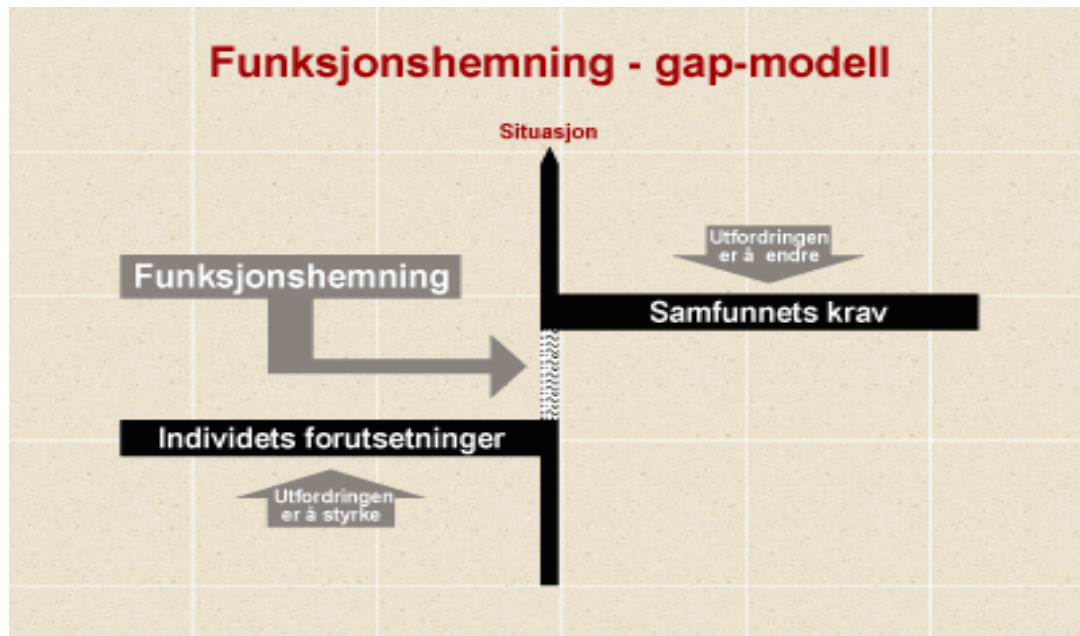 Funksjonshemning - gap-modell
Situasjon
Utfordringen
er å endre
Funksjonshemning
Samfunnets krav
Individets forutsetninger
Utfordringen
er å styrke